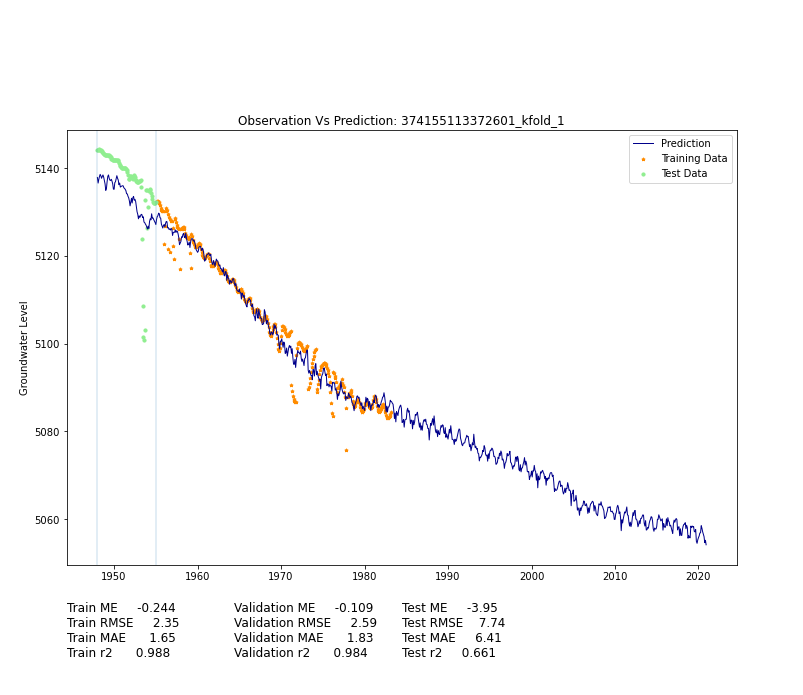 Observation Vs Prediction: 374155113372601_kfold_1
Prediction
Training Data
Test Data
Groundwater Level
5140
5120
5100
5080
5060
1950 1960 1970 1980 1990 2000 2010 2020
Train ME -0.244 Validation ME -0.109 Test ME -3.95
Train RMSE 2.35 Validation RMSE 2.59 Test RMSE 7.74
Train MAE 1.65 Validation MAE 1.83 Test MAE 6.41
Train r2 0.988 Validation r2 0.984 Test r2 0.661